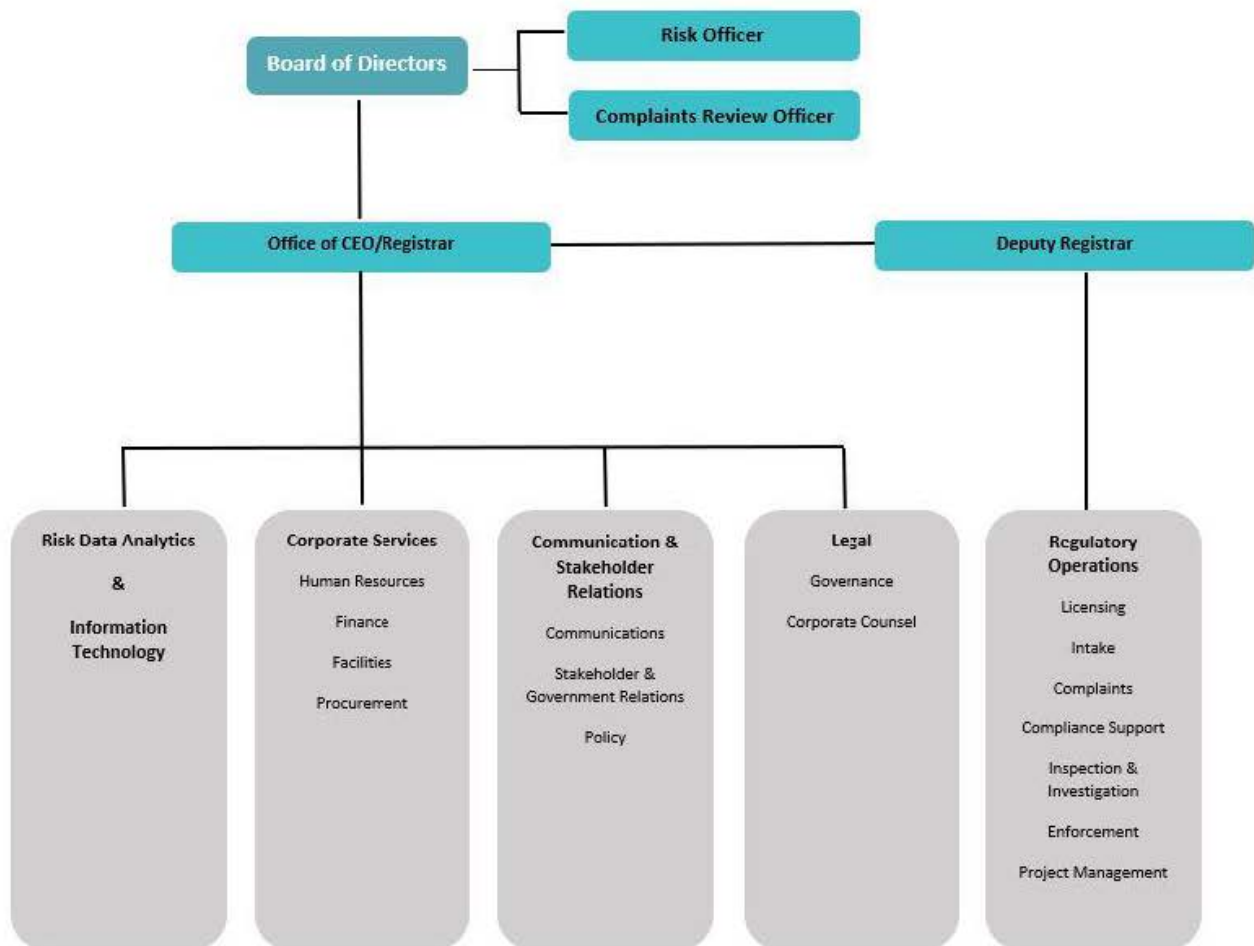 Risk Officer
Board of Directors
Complaints Review Officer
Office of CEO/Registrar
Deputy Registrar
Risk Data Analytics
&
Information
Technology
Corporate Services
Human Resources
Finance
Facilities
Procurement
Communication &
Stakeholder
Relations
Communications
Stakeholder &
Government Relations
Policy
Legal
Governance
Corporate Counsel
Regulatory
Operations
Licensing
Intake
Complaints
Compliance Support
Inspection &
Investigation
Enforcement
Project Management